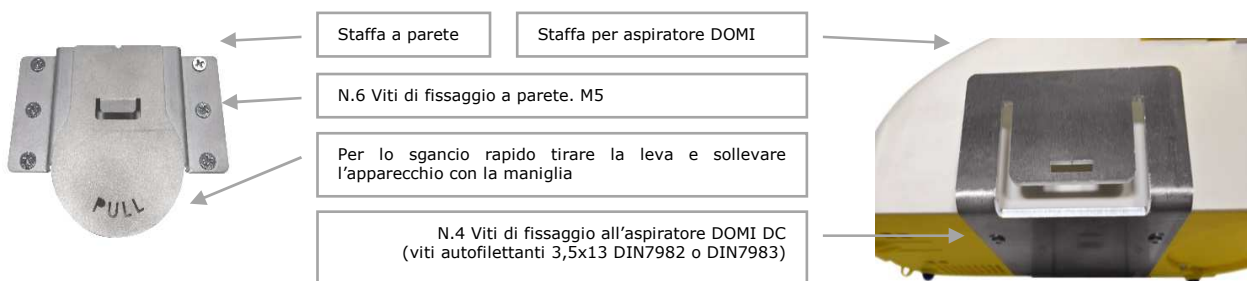 Staffa a parete
Staffa per aspiratore DOMI
N.6 Viti di fissaggio a parete. M5
Per lo sgancio rapido tirare la leva e sollevare
l'apparecchio con la maniglia
PULL
N.4 Viti di fissaggio all'aspiratore DOMI DC
(viti autofilettanti 3,5x13 DIN7982 o DIN7983)